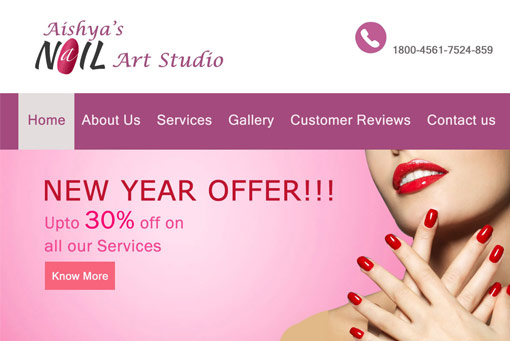 Aishya's
NaIL Art Studio
1800-4561-7524-859
Home About Us Services Gallery Customer Reviews Contact us
NEW YEAR OFFER!!!
Upto 30% off on
all our Services
Know More